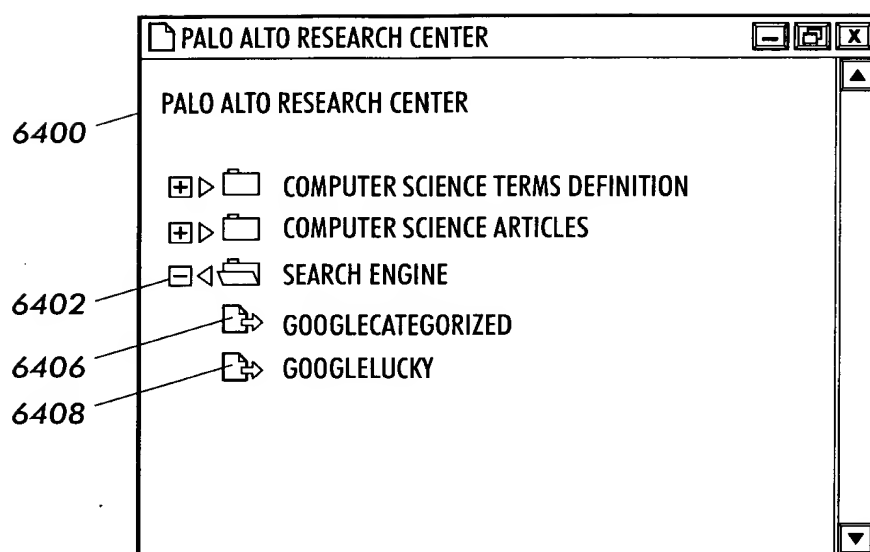 PALO ALTO RESEARCH CENTER
X
PALO ALTO RESEARCH CENTER
6400
COMPUTER SCIENCE TERMS DEFINITION
COMPUTER SCIENCE ARTICLES
SEARCH ENGINE
6402
GOOGLECATEGORIZED
6406
GOOGLELUCKY
6408